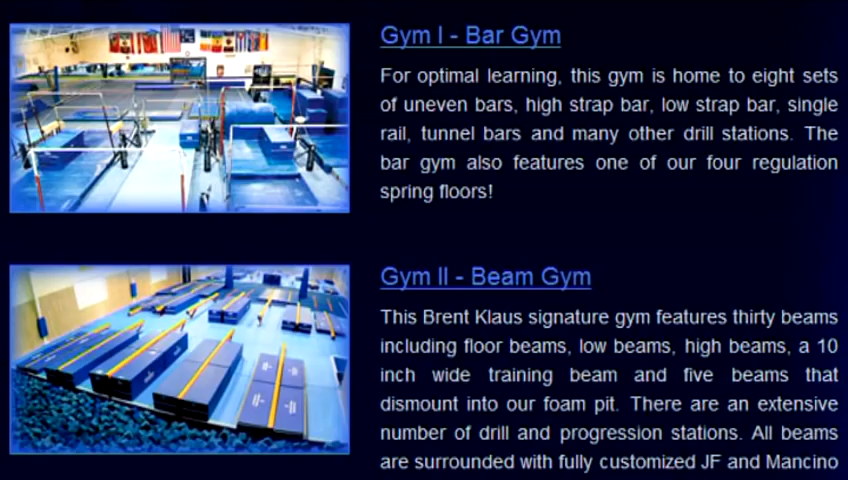 Gym I - Bar Gym
For optimal learning, this gym is home to eight sets
of uneven bars, high strap bar, low strap bar, single
rail, tunnel bars and many other drill stations. The
bar gym also features one of our four regulation
spring floors!
Gym II - Beam Gym
This Brent Klaus signature gym features thirty beams
including floor beams, low beams, high beams, a 10
inch wide training beam and five beams that
dismount into our foam pit. There are an extensive
number of drill and progression stations. All beams
are surrounded with fully customized JF and Mancino